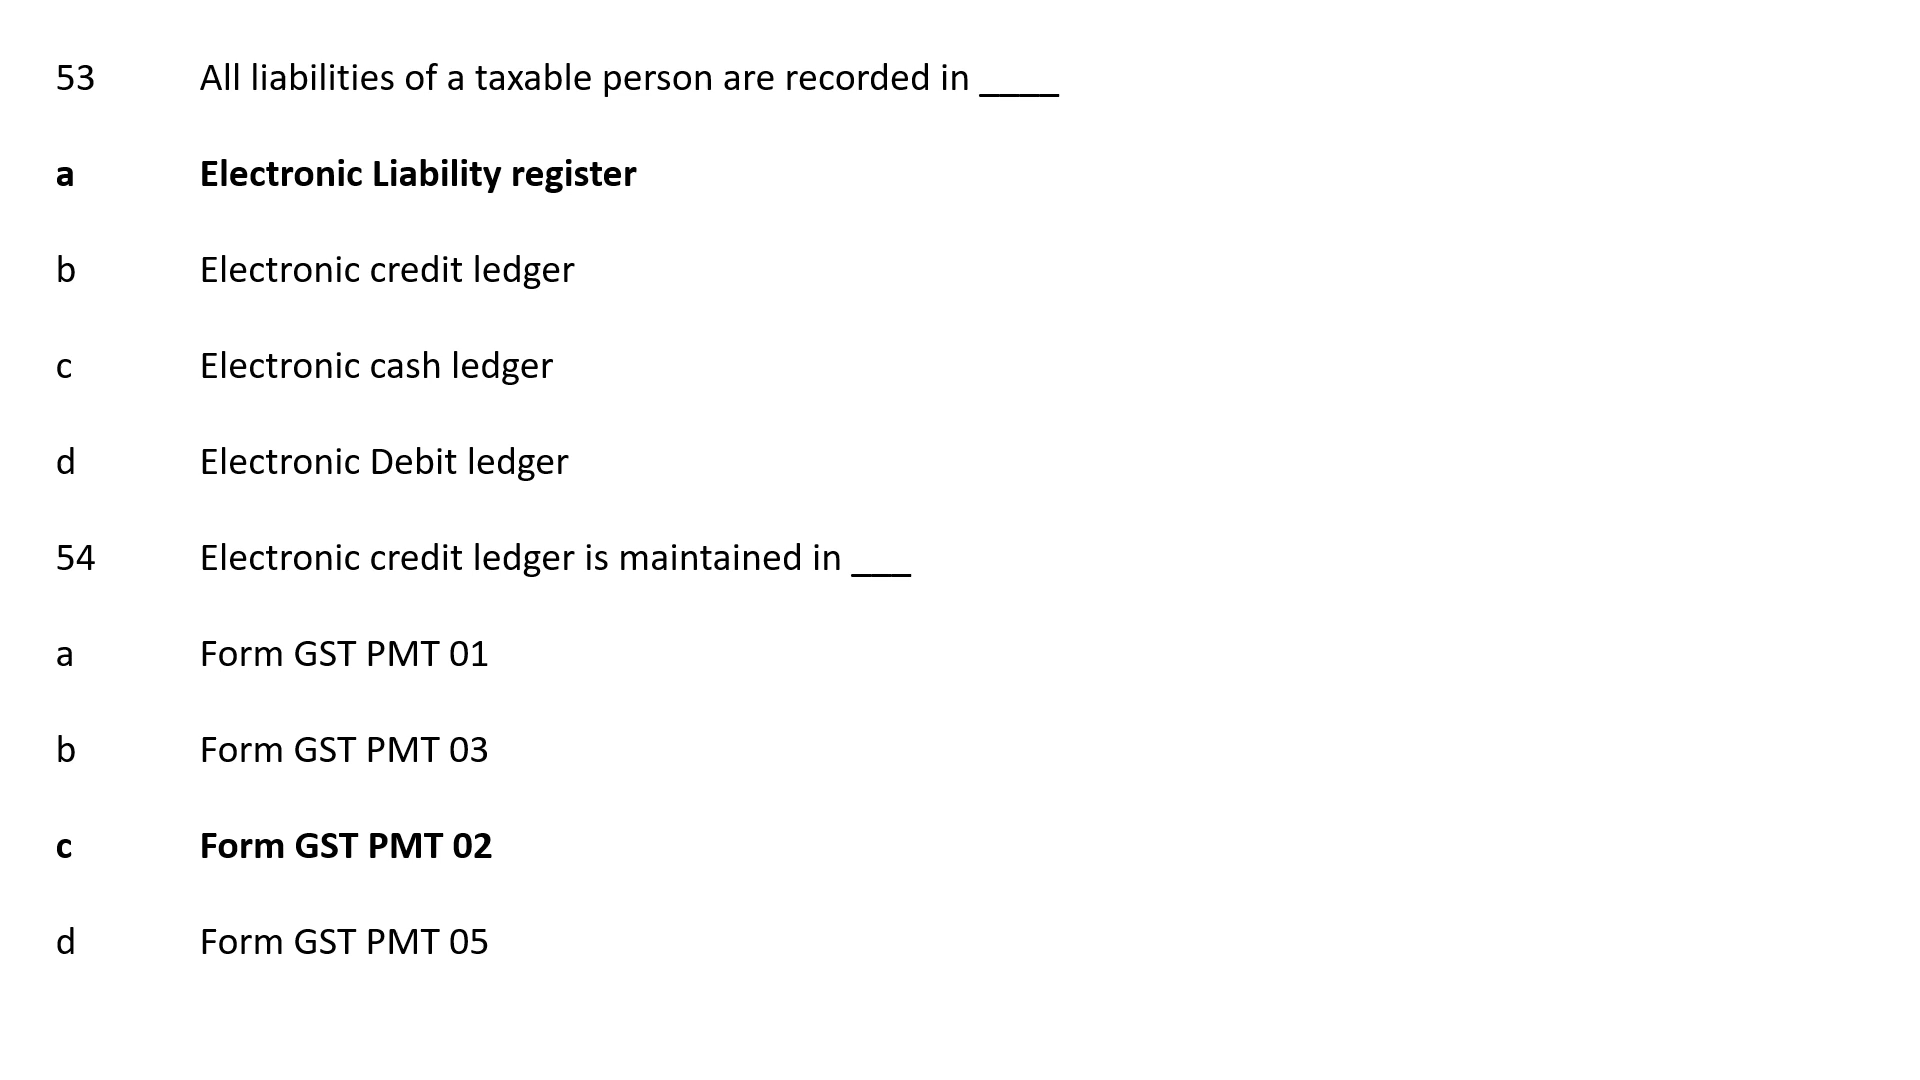 53 All liabilities of a taxable person are recorded in ____
a Electronic Liability register
b Electronic credit ledger
c Electronic cash ledger
d Electronic Debit ledger
54 Electronic credit ledger is maintained in ___
a Form GST PMT 01
b Form GST PMT 03
c Form GST PMT 02
d Form GST PMT 05